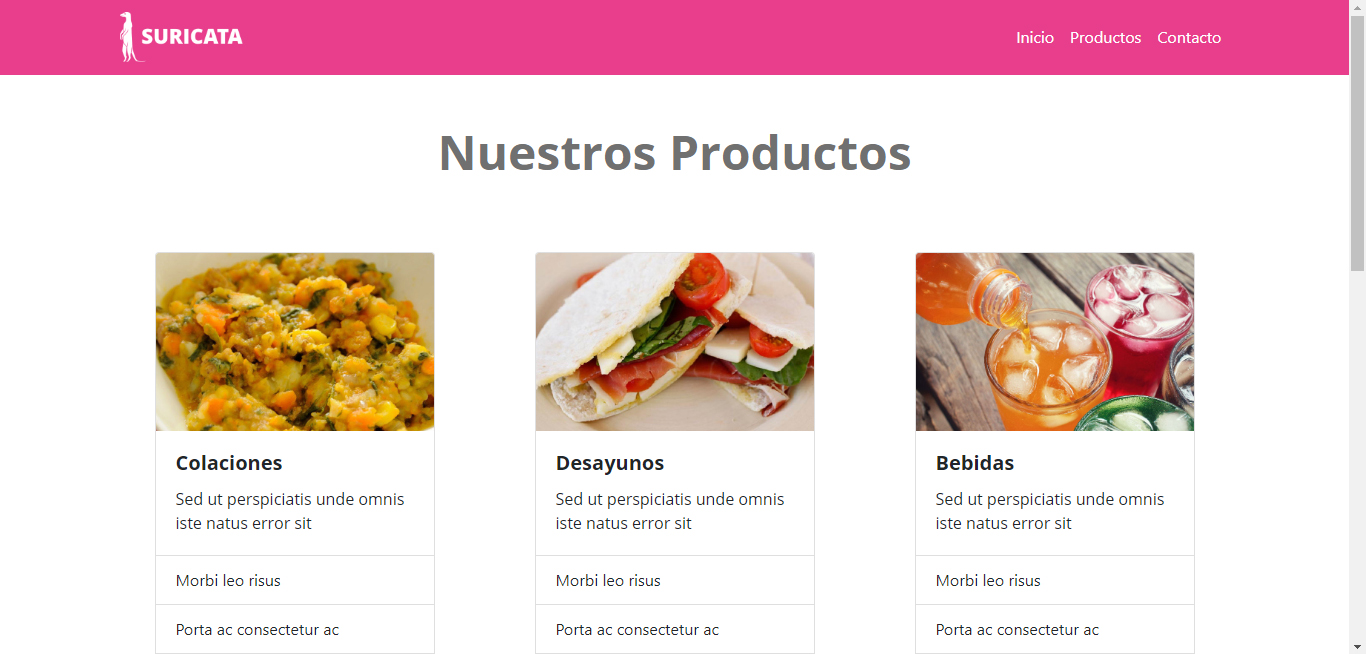 SURICATA
Inicio Productos Contacto
Nuestros Productos
Colaciones
Sed ut perspiciatis unde omnis
iste natus error sit
Morbi leo risus
Porta ac consectetur ac
Desayunos
Sed ut perspiciatis unde omnis
iste natus error sit
Morbi leo risus
Porta ac consectetur ac
Bebidas
Sed ut perspiciatis unde omnis
iste natus error sit
Morbi leo risus
Porta ac consectetur ac